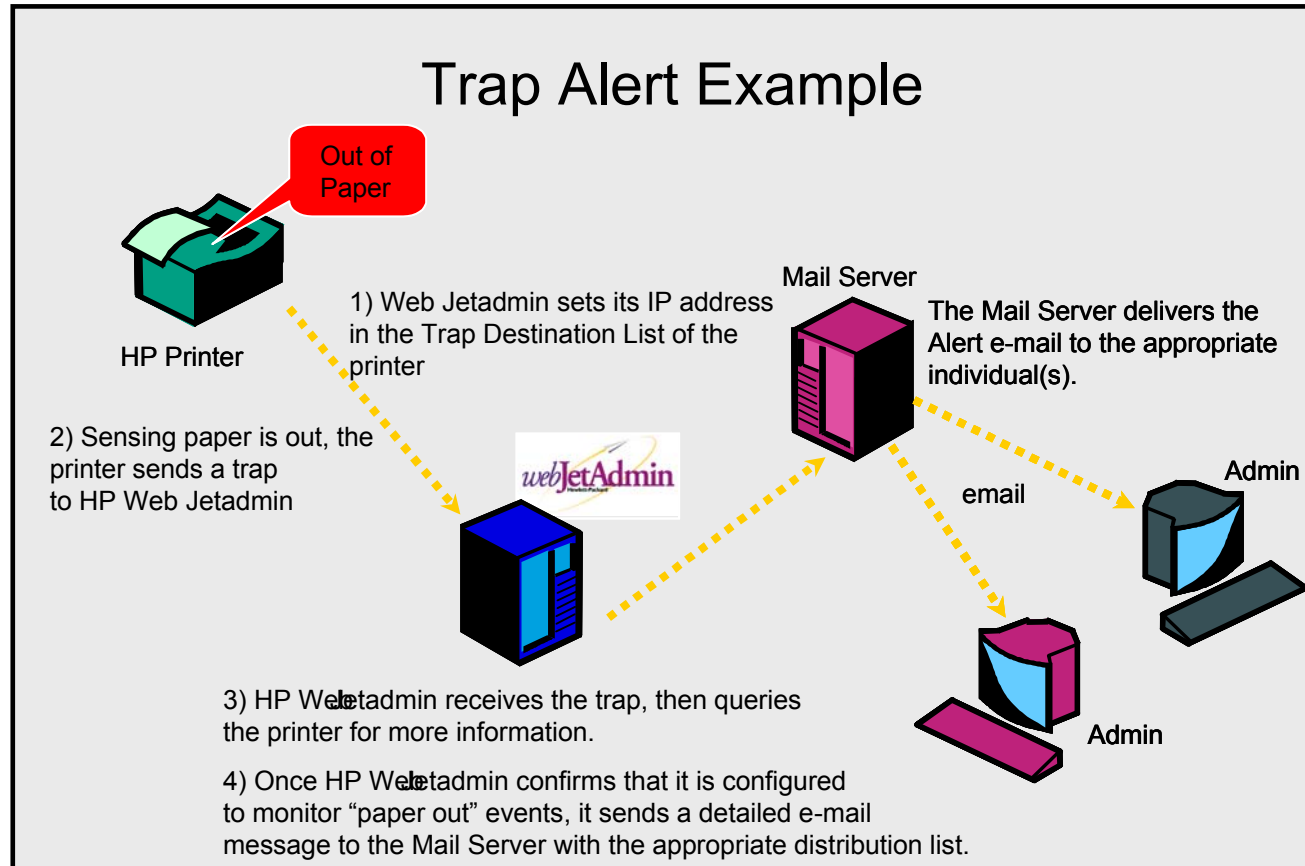 Trap Alert Example
Out of
Paper
HP Printer
1) Web Jetadmin sets its IP address
in the Trap Destination List of the
printer
Mail Server
The Mail Server delivers the
Alert e-mail to the appropriate
individual(s).
2) Sensing paper is out, the
printer sends a trap
to HP Web Jetadmin
webJetAdmin
Hewlett-Packard
email
Admin
Admin
3) HP Web Jetadmin receives the trap, then queries
the printer for more information.
4) Once HP Web Jetadmin confirms that it is configured
to monitor “paper out” events, it sends a detailed e-mail
message to the Mail Server with the appropriate distribution list.